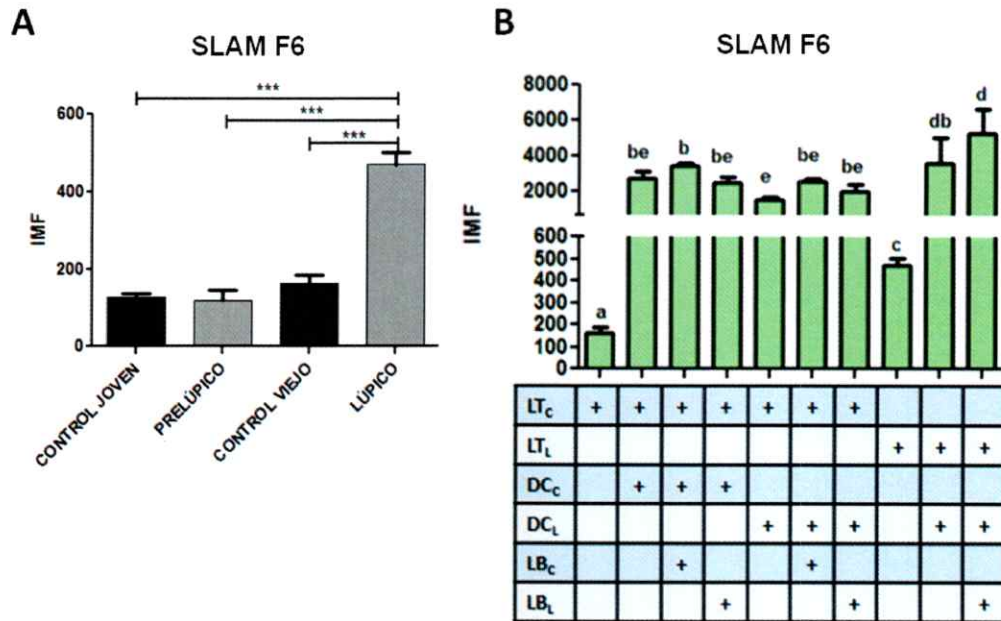 A
SLAM F6
***
***
***
600
400
200
0
IMF
CONTROL JOVEN
PRELÚPICO
CONTROL VIEJO
LÚPICO
B
SLAM F6
8000
6000
4000
2000
600
500
400
300
200
100
0
IMF
a
be
b
be
e
be
be
c
db
d
LTC + + + + + + +
LTL + + +
DCC + + +
DCL + + + + +
LBC + +
LBL + + +